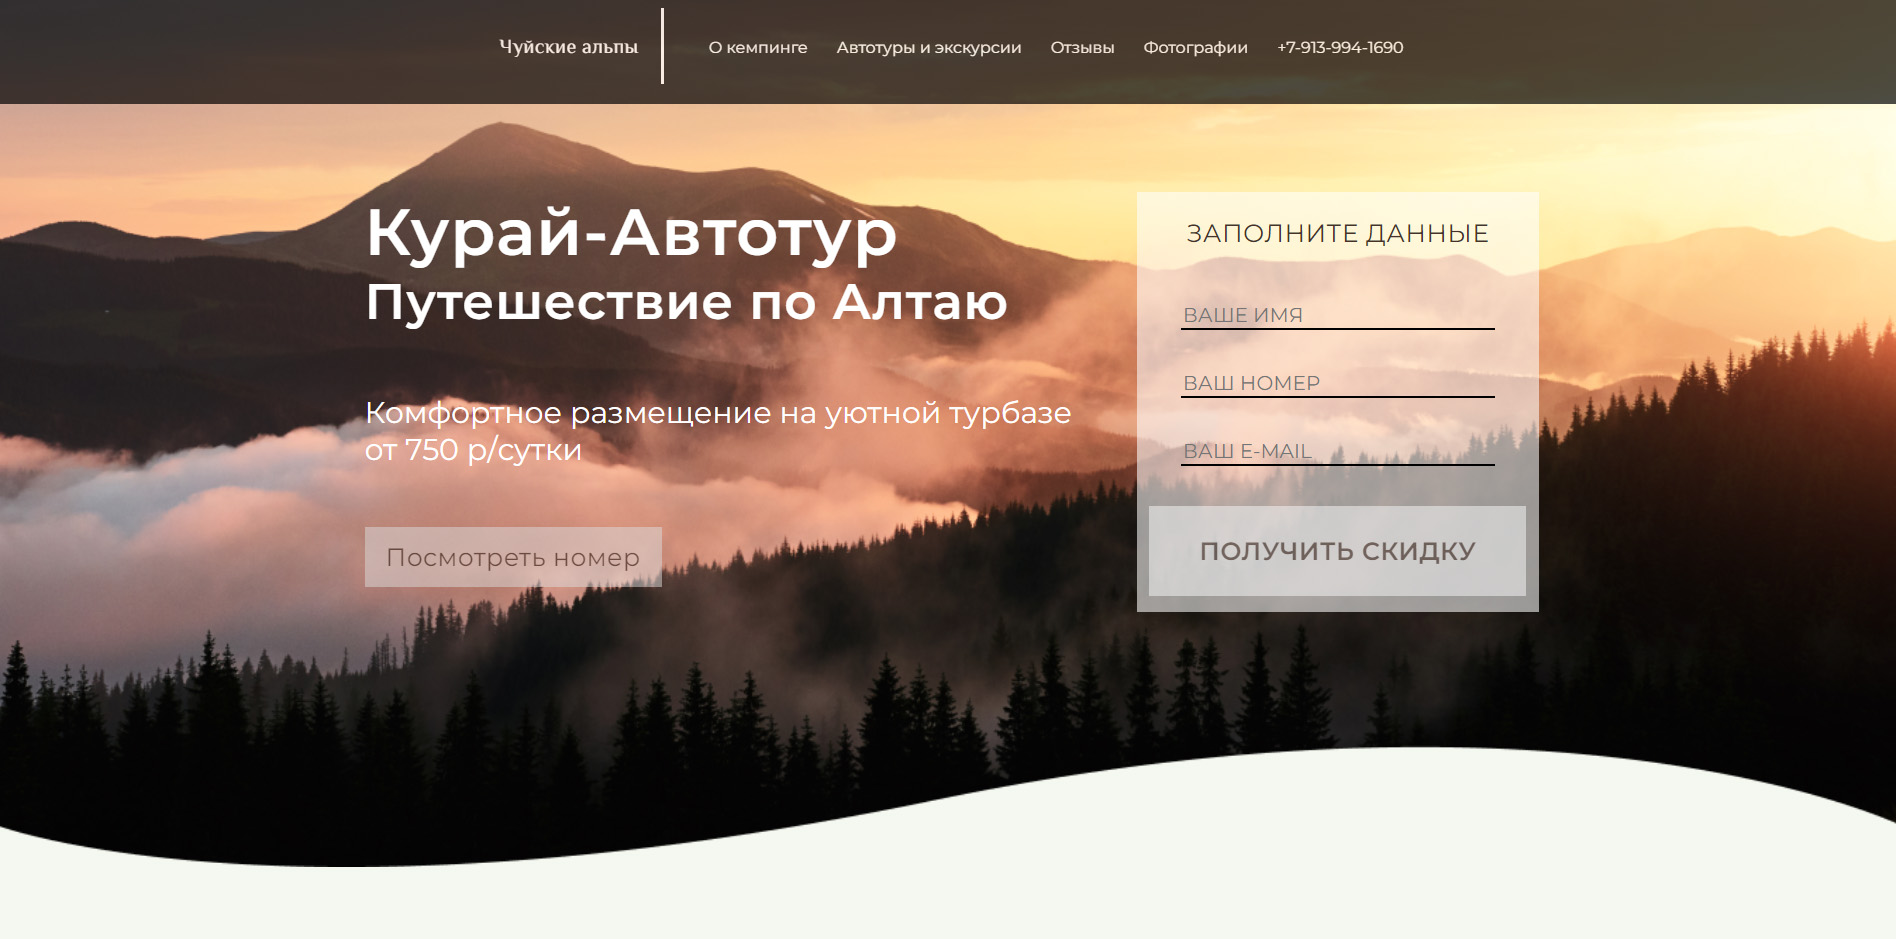 Чуйские альпы
О кемпинге
Автотуры и экскурсии
Отзывы
Фотографии
+7-913-994-1690
Курай-Автотур
Путешествие по Алтаю
Комфортное размещение на уютной турбазе
от 750 р/сутки
Посмотреть номер
ЗАПОЛНИТЕ ДАННЫЕ
ВАШЕ ИМЯ
ВАШ НОМЕР
ВАШ E-MAIL
ПОЛУЧИТЬ СКИДКУ